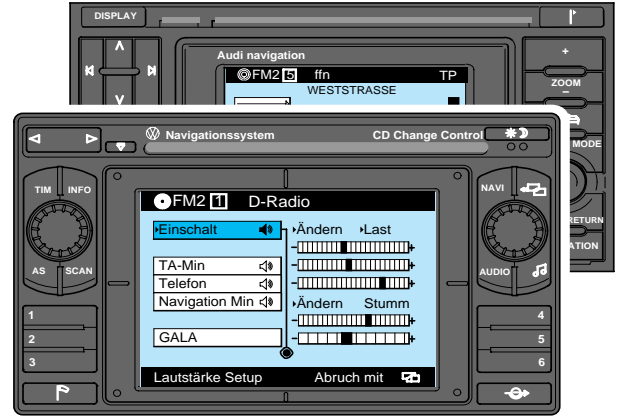 DISPLAY
Audi navigation
FM2 5 ffn TP
WESTSTRASSE
+
ZOOM
−
MODE
RETURN
ATION
Navigationssystem CD Change Control
TIM INFO
AS SCAN
NAVI
AUDIO
1
2
3
4
5
6
FM2 1 D-Radio
Einschalt Ändern Last
- +
TA-Min - +
Telefon - +
Navigation Min Ändern Stumm
- +
GALA - +
Lautstärke Setup Abruch mit